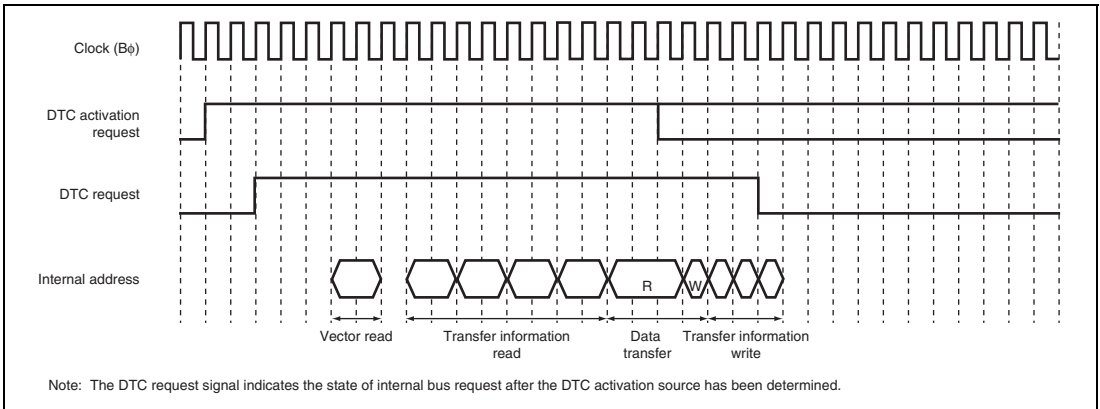 Clock (Bφ)
DTC activation
request
DTC request
Internal address
R
W
Vector read
Transfer information
read
Data
transfer
Transfer information
write
Note: The DTC request signal indicates the state of internal bus request after the DTC activation source has been determined.